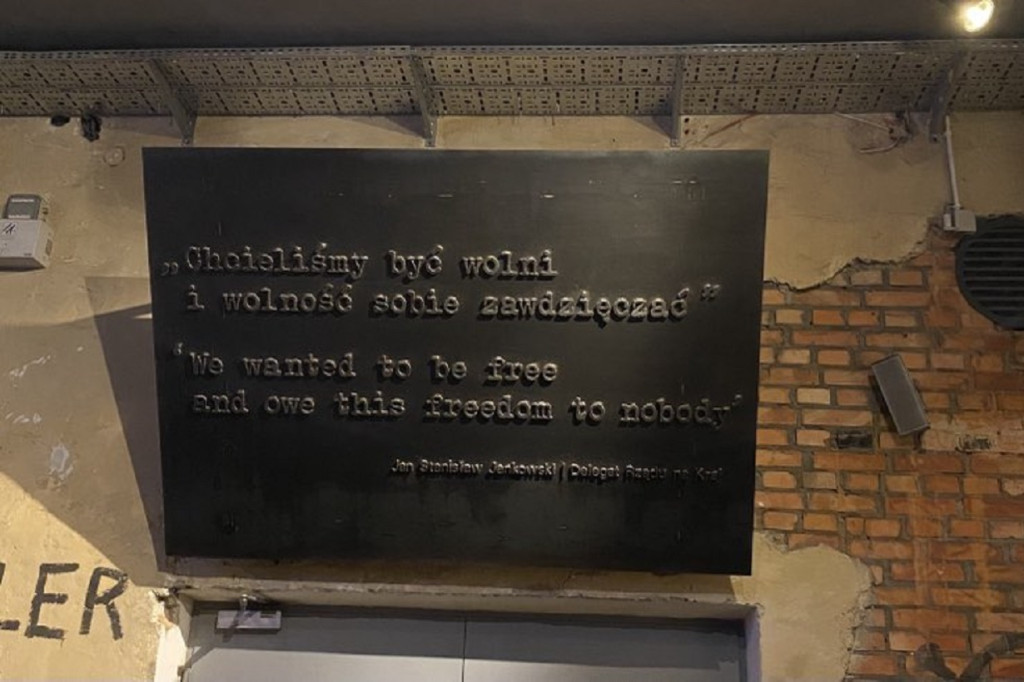 „Chcieliśmy być wolni
i wolność sobie zawdzięczać”
‘We wanted to be free
and owe this freedom to nobody’
Jan Stanisław Jankowski / Delegat Rządu na Kraj
LER